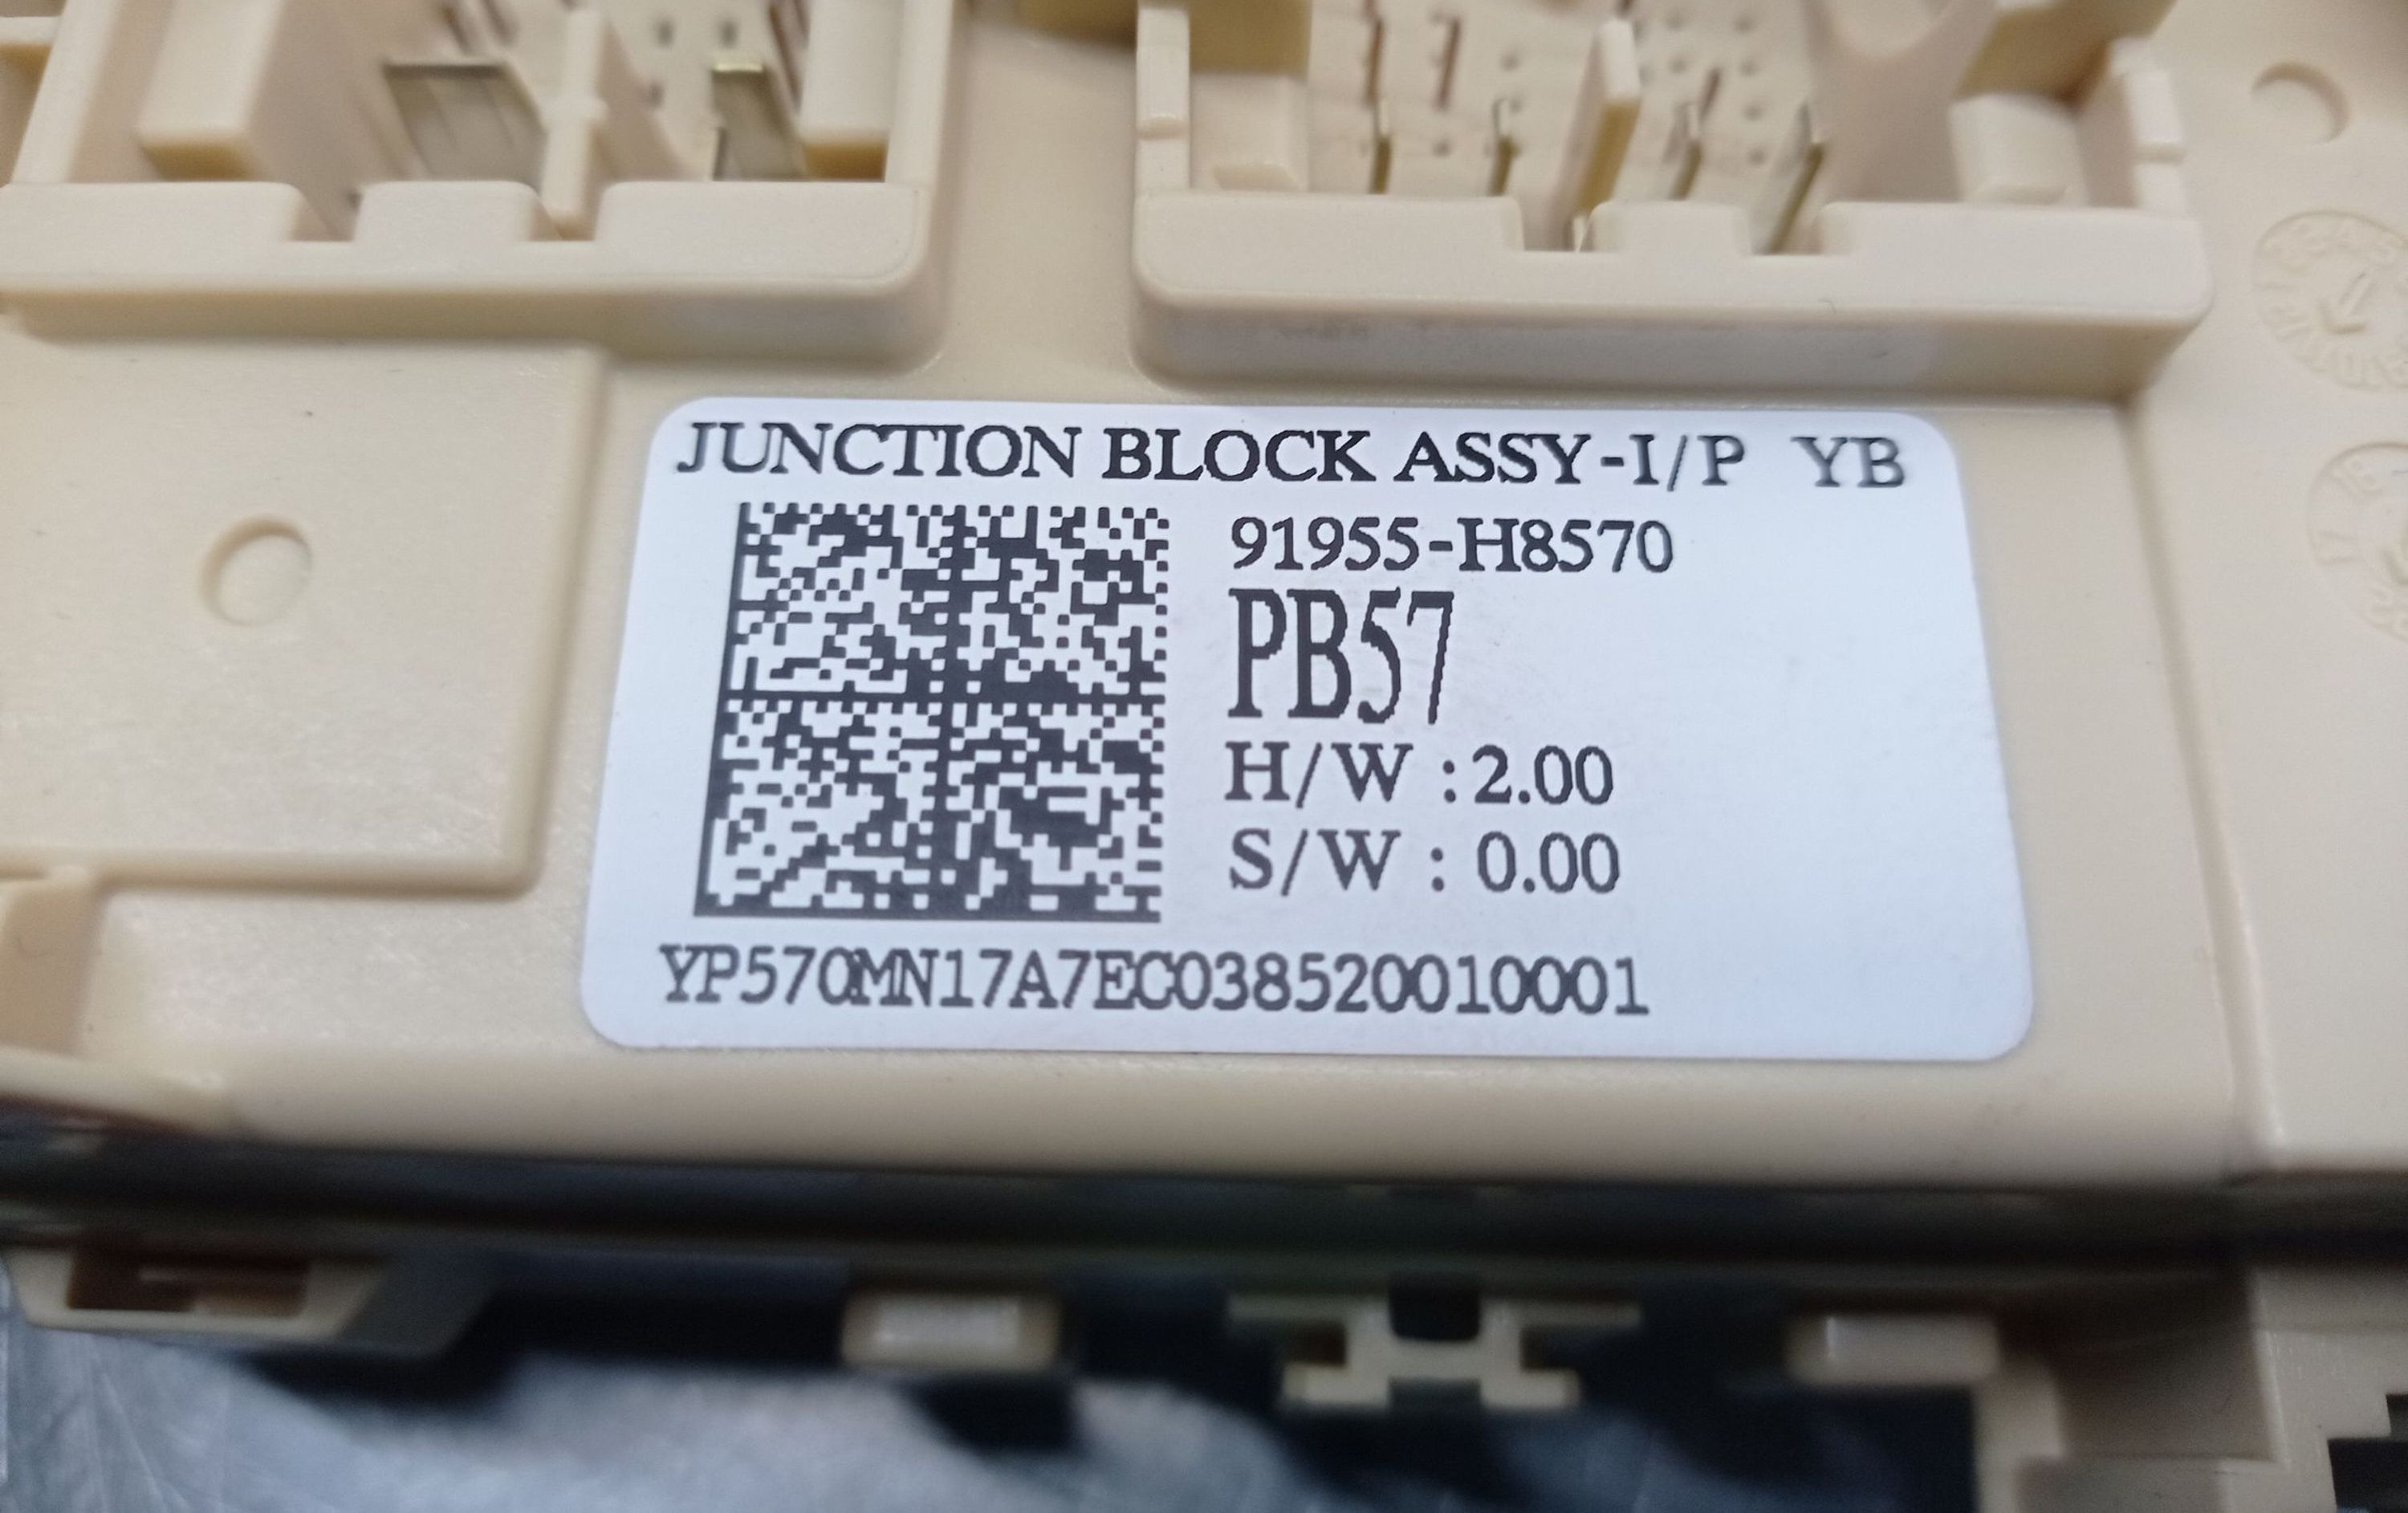 JUNCTION BLOCK ASSY-I/P YB
91955-H8570
PB57
H/W :2.00
S/W : 0.00
YP570MN17A7EC038520010001